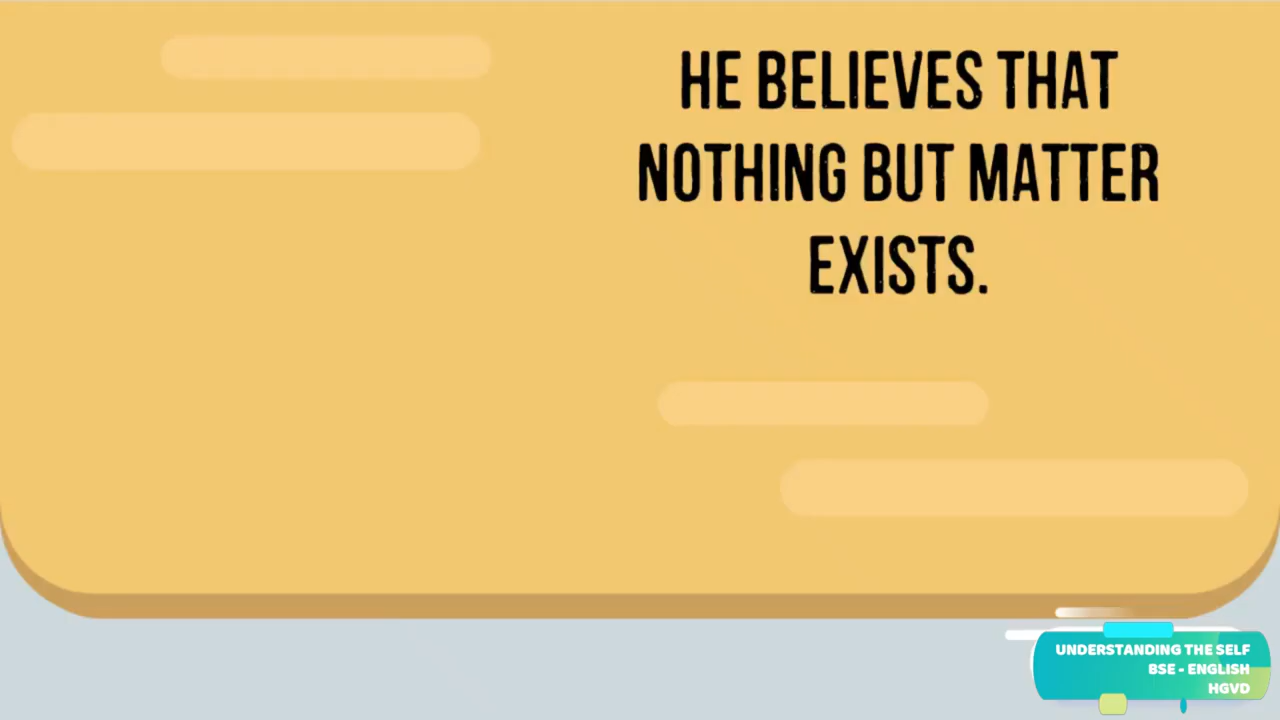 HE BELIEVES THAT
NOTHING BUT MATTER
EXISTS.
UNDERSTANDING THE SELF
BSE - ENGLISH
HGVD